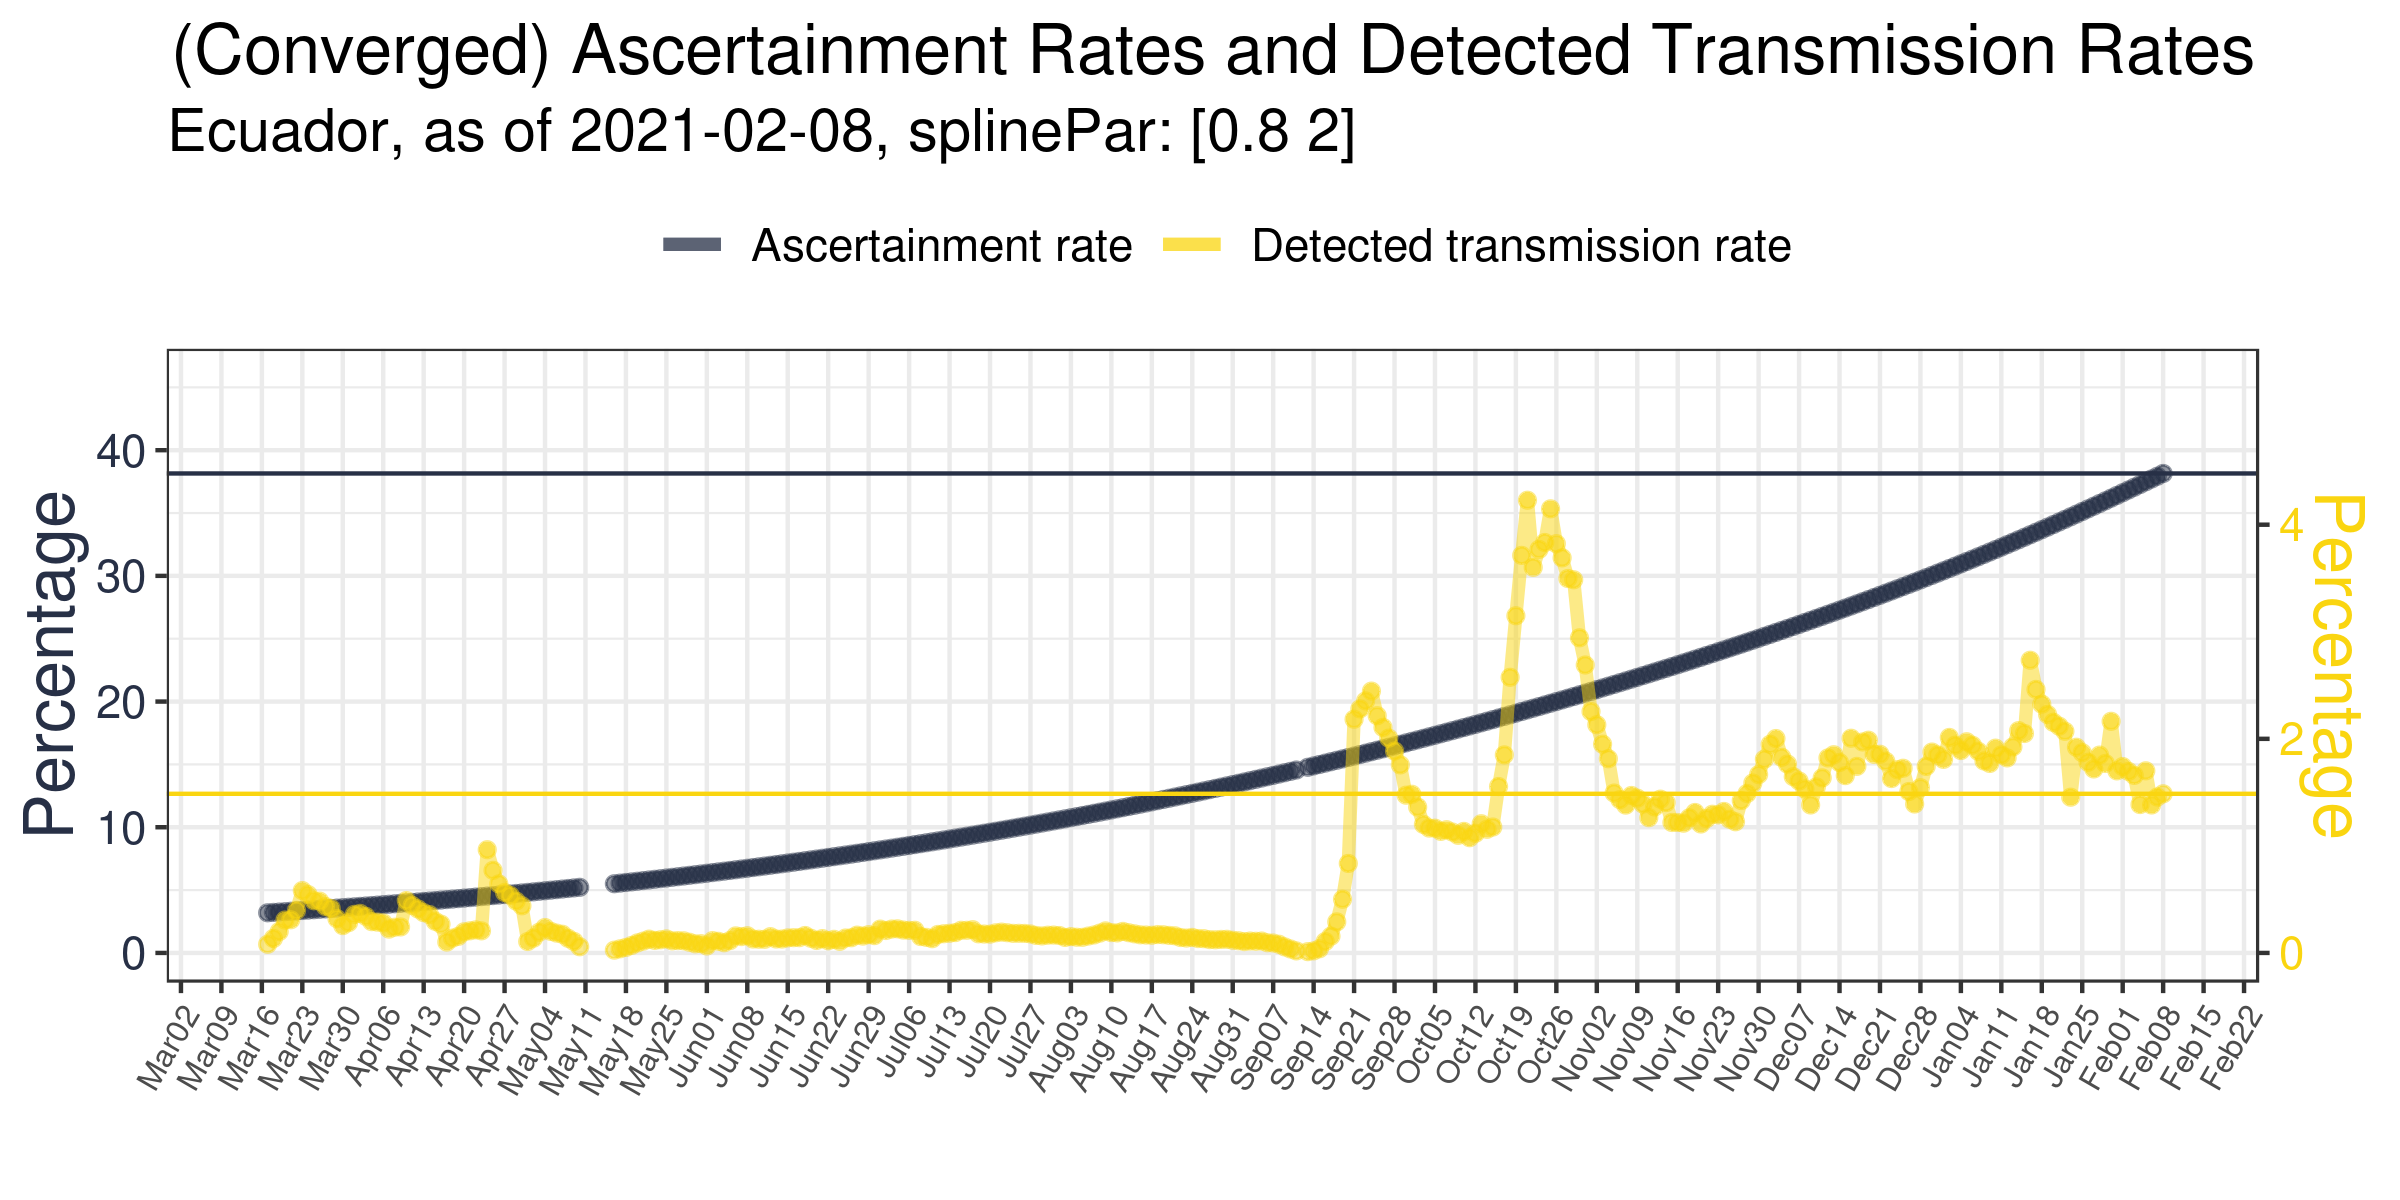 (Converged) Ascertainment Rates and Detected Transmission Rates
Ecuador, as of 2021-02-08, splinePar: [0.8 2]
Ascertainment rate Detected transmission rate
Percentage
40
30
20
10
0
Percentage
4
2
0
Mar02 Mar09 Mar16 Mar23 Mar30 Apr06 Apr13 Apr20 Apr27 May04 May11 May18 May25 Jun01 Jun08 Jun15 Jun22 Jun29 Jul06 Jul13 Jul20 Jul27 Aug03 Aug10 Aug17 Aug24 Aug31 Sep07 Sep14 Sep21 Sep28 Oct05 Oct12 Oct19 Oct26 Nov02 Nov09 Nov16 Nov23 Nov30 Dec07 Dec14 Dec21 Dec28 Jan04 Jan11 Jan18 Jan25 Feb01 Feb08 Feb15 Feb22